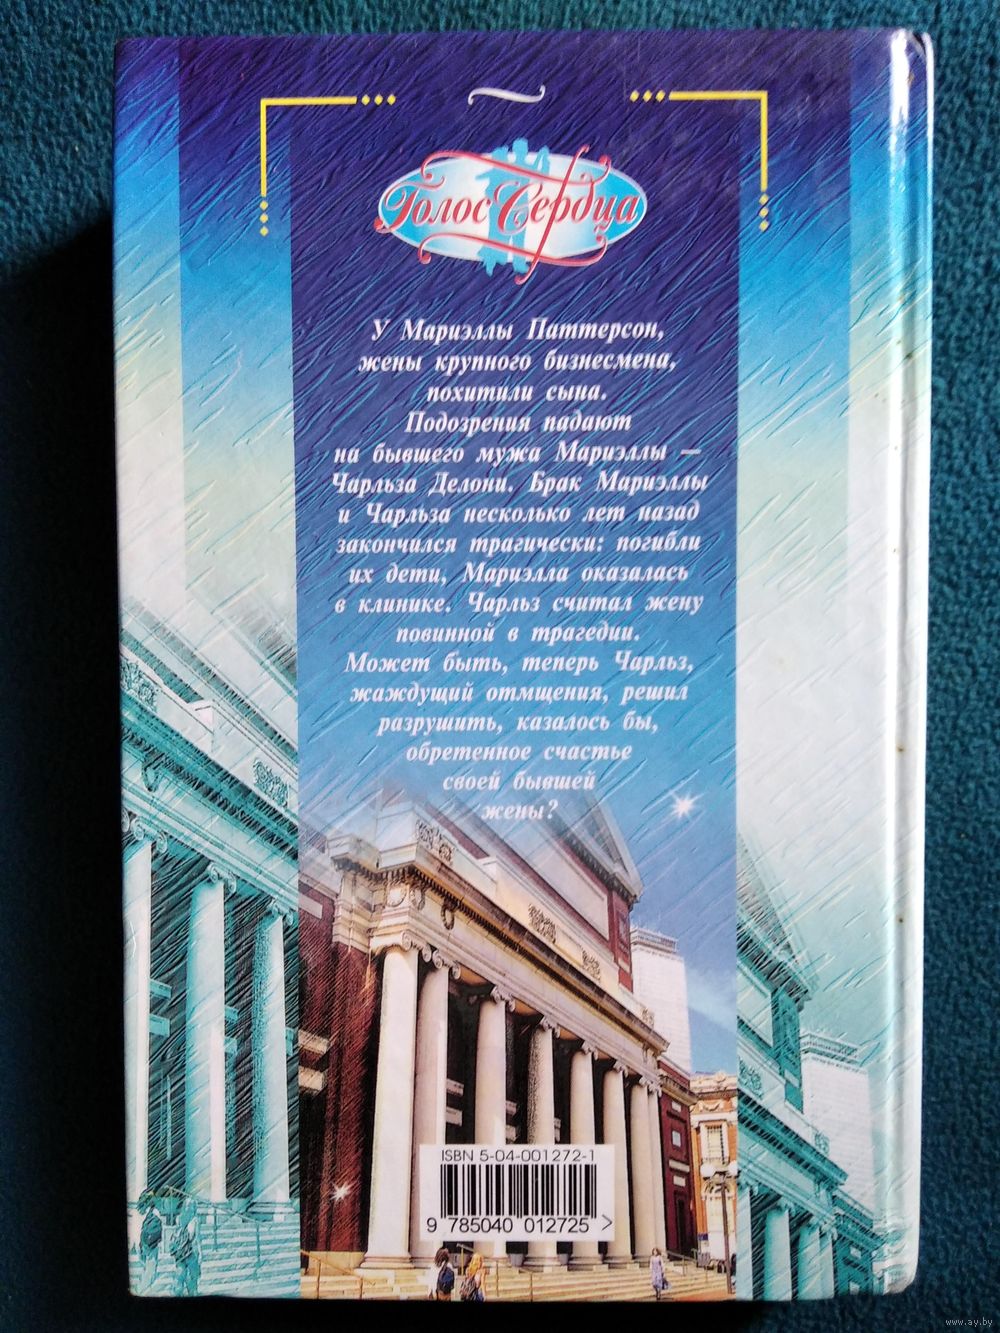 Голос Сердца
У Мариэллы Паттерсон,
жены крупного бизнесмена,
похитили сына.
Подозрения падают
на бывшего мужа Мариэллы —
Чарльза Делони. Брак Мариэллы
и Чарльза несколько лет назад
закончился трагически: погибли
их дети, Мариэлла оказалась
в клинике. Чарльз считал жену
повинной в трагедии.
Может быть, теперь Чарльз,
жаждущий отмщения, решил
разрушить, казалось бы,
обретенное счастье
своей бывшей
жены?
ISBN 5-04-001272-1
9 785040 012725 >
www.ay.by